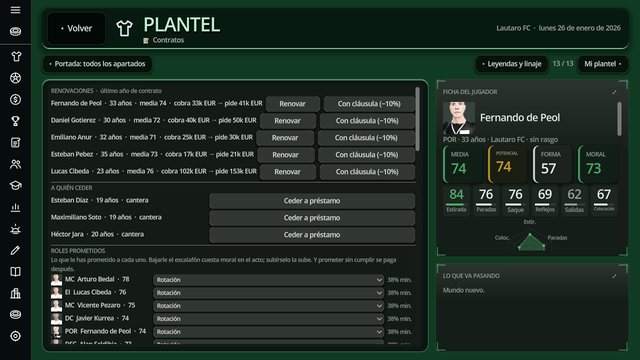 ‹ Volver
PLANTEL
Contratos
Lautaro FC · lunes 26 de enero de 2026
‹ Portada: todos los apartados
‹ Leyendas y linaje
13 / 13
Mi plantel ›
RENOVACIONES · último año de contrato
Fernando de Peol · 33 años · media 74 · cobra 33k EUR → pide 41k EUR
Renovar
Con cláusula (−10%)
Daniel Gotierez · 30 años · media 72 · cobra 40k EUR → pide 50k EUR
Renovar
Con cláusula (−10%)
Emiliano Anur · 32 años · media 71 · cobra 25k EUR → pide 30k EUR
Renovar
Con cláusula (−10%)
Esteban Pebez · 35 años · media 73 · cobra 17k EUR → pide 21k EUR
Renovar
Con cláusula (−10%)
Lucas Cibeda · 23 años · media 76 · cobra 102k EUR → pide 153k EUR
Renovar
Con cláusula (−10%)
A QUIÉN CEDER
Esteban Díaz · 19 años · cantera
Ceder a préstamo
Maximiliano Soto · 19 años · cantera
Ceder a préstamo
Héctor Jara · 20 años · cantera
Ceder a préstamo
ROLES PROMETIDOS
Lo que le has prometido a cada uno. Bajarle el escalafón cuesta moral en el acto; subírselo la sube. Y prometer sin cumplir se paga
después.
MC Arturo Bedal · 78
Rotación
38% min.
EI Lucas Cibeda · 76
Rotación
38% min.
MC Vicente Pezaro · 75
Rotación
38% min.
DC Javier Kurrea · 74
Rotación
38% min.
POR Fernando de Peol · 74
Rotación
38% min.
FICHA DEL JUGADOR
Fernando de Peol
POR · 33 años · Lautaro FC · sin rasgo
MEDIA
74
POTENCIAL
74
FORMA
57
MORAL
73
84
Estirada
76
Paradas
76
Saque
69
Reflejos
62
Salidas
67
Colocación
Estir.
Coloc.
Paradas
LO QUE VA PASANDO
Mundo nuevo.